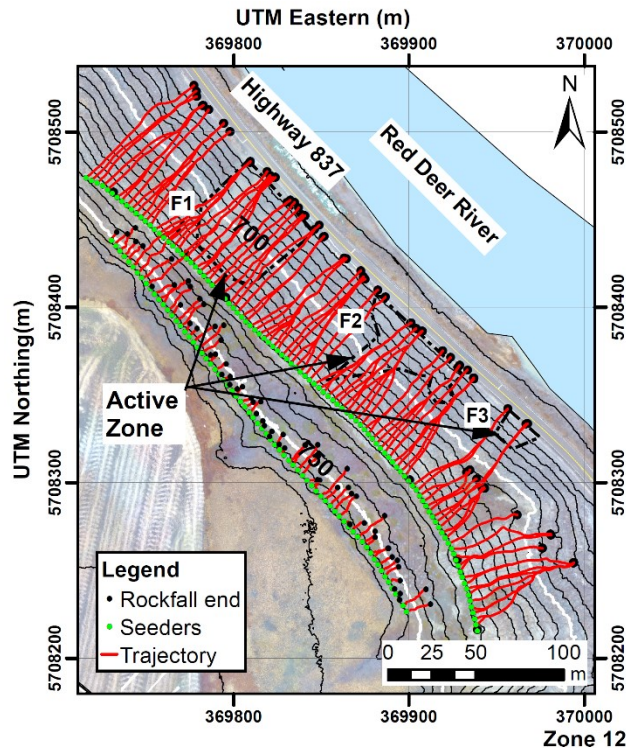 UTM Eastern (m)
369800 369900 370000
N
Highway 837
Red Deer River
5708500
F1
700
5708400
F2
UTM Northing(m)
Active
Zone
F3
5708300
750
Legend
Rockfall end
Seeders
Trajectory
0 25 50 100
m
5708200
369800 369900 370000
Zone 12